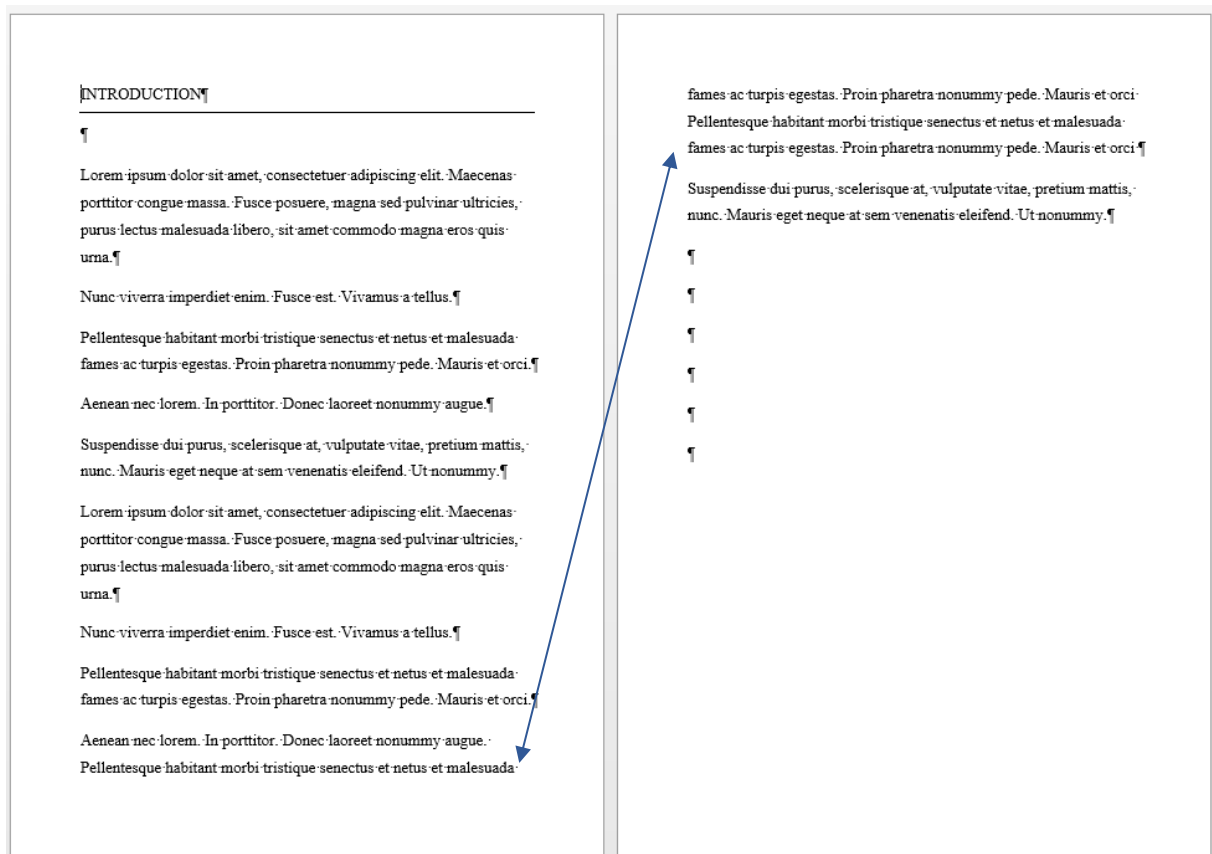 INTRODUCTION¶
¶
Lorem·ipsum·dolor·sit·amet,·consectetuer·adipiscing·elit.·Maecenas·
porttitor·congue·massa.·Fusce·posuere,·magna·sed·pulvinar·ultricies,·
purus·lectus·malesuada·libero,·sit·amet·commodo·magna·eros·quis·
urna.¶
Nunc·viverra·imperdiet·enim.·Fusce·est.·Vivamus·a·tellus.¶
Pellentesque·habitant·morbi·tristique·senectus·et·netus·et·malesuada·
fames·ac·turpis·egestas.·Proin·pharetra·nonummy·pede.·Mauris·et·orci.¶
Aenean·nec·lorem.·In·porttitor.·Donec·laoreet·nonummy·augue.¶
Suspendisse·dui·purus,·scelerisque·at,·vulputate·vitae,·pretium·mattis,·
nunc.·Mauris·eget·neque·at·sem·venenatis·eleifend.·Ut·nonummy.¶
Lorem·ipsum·dolor·sit·amet,·consectetuer·adipiscing·elit.·Maecenas·
porttitor·congue·massa.·Fusce·posuere,·magna·sed·pulvinar·ultricies,·
purus·lectus·malesuada·libero,·sit·amet·commodo·magna·eros·quis·
urna.¶
Nunc·viverra·imperdiet·enim.·Fusce·est.·Vivamus·a·tellus.¶
Pellentesque·habitant·morbi·tristique·senectus·et·netus·et·malesuada·
fames·ac·turpis·egestas.·Proin·pharetra·nonummy·pede.·Mauris·et·orci.¶
Aenean·nec·lorem.·In·porttitor.·Donec·laoreet·nonummy·augue.·
Pellentesque·habitant·morbi·tristique·senectus·et·netus·et·malesuada·
fames·ac·turpis·egestas.·Proin·pharetra·nonummy·pede.·Mauris·et·orci·
Pellentesque·habitant·morbi·tristique·senectus·et·netus·et·malesuada·
fames·ac·turpis·egestas.·Proin·pharetra·nonummy·pede.·Mauris·et·orci·¶
Suspendisse·dui·purus,·scelerisque·at,·vulputate·vitae,·pretium·mattis,·
nunc.·Mauris·eget·neque·at·sem·venenatis·eleifend.·Ut·nonummy.¶
¶
¶
¶
¶
¶
¶